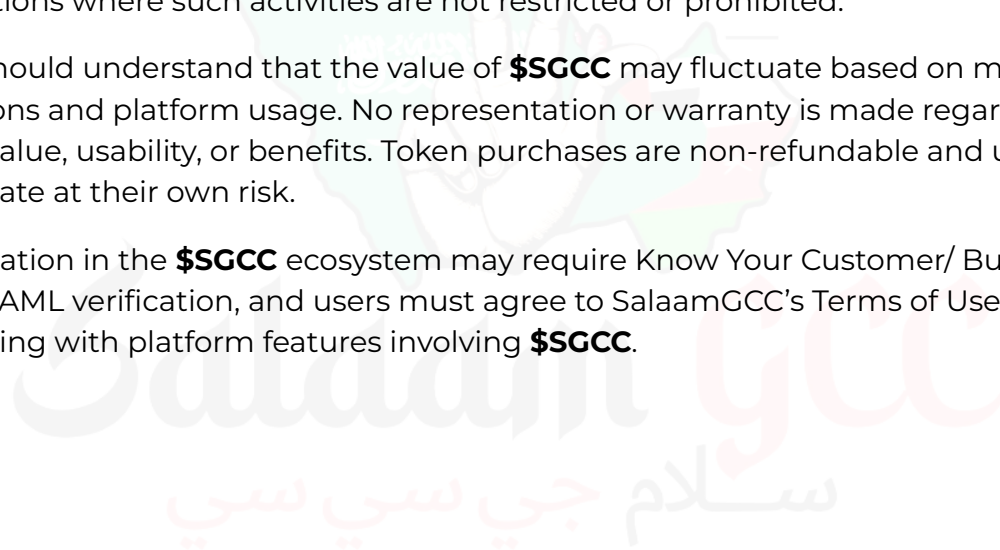 tions where such activities are not restricted or prohibited.
hould understand that the value of $SGCC may fluctuate based on m
ons and platform usage. No representation or warranty is made regar
alue, usability, or benefits. Token purchases are non-refundable and u
ate at their own risk.
ation in the $SGCC ecosystem may require Know Your Customer/ Bu
AML verification, and users must agree to SalaamGCC’s Terms of Use
ing with platform features involving $SGCC.
Salaam GCC
سلام جي سي سي